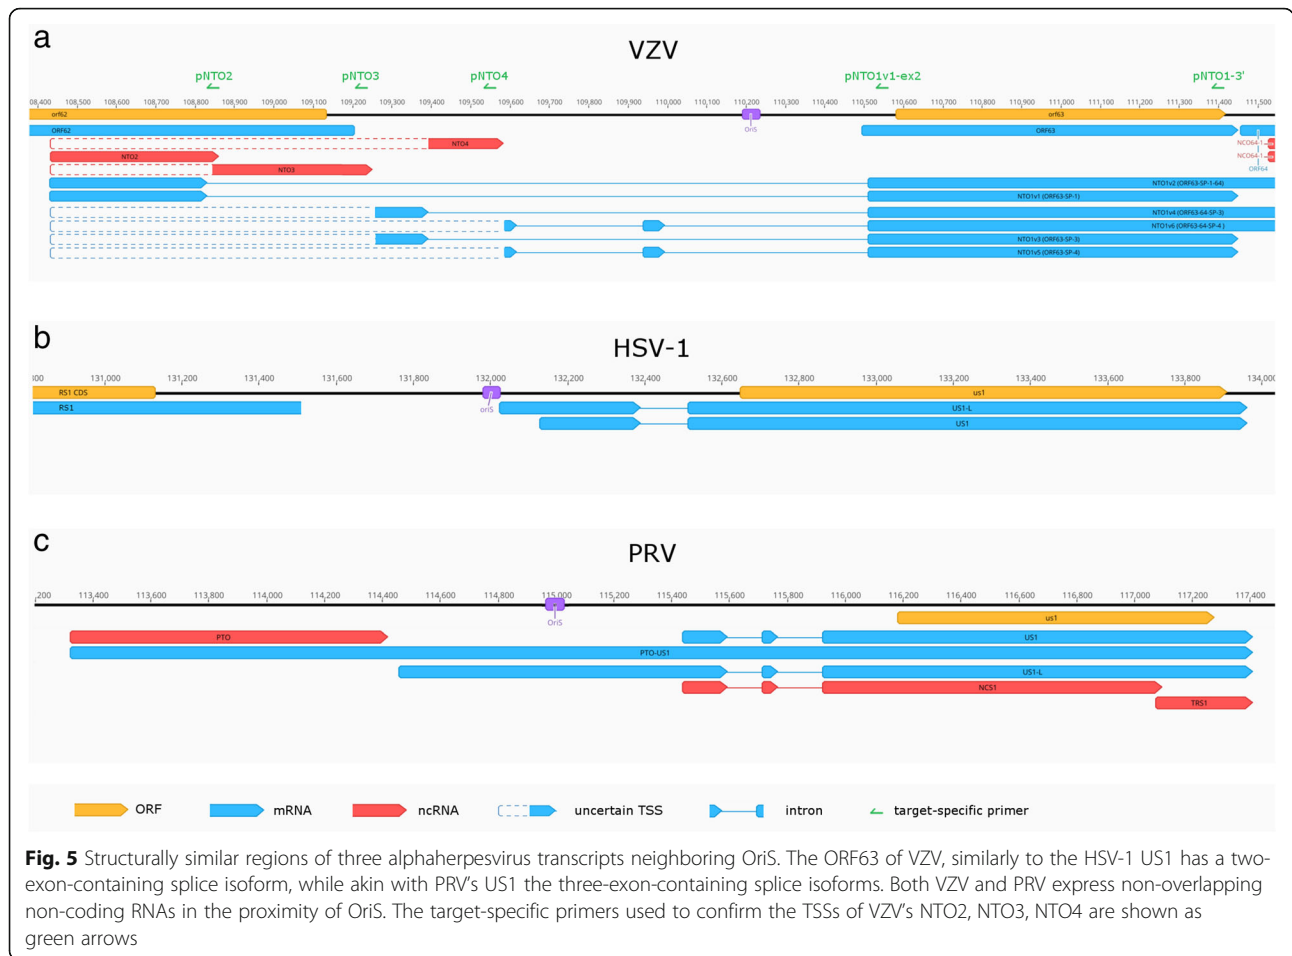 a
VZV
pNTO2 pNTO3 pNTO4 pNTO1v1-ex2 pNTO1-3'
08,400 108,500 108,600 108,700 108,800 108,900 109,000 109,100 109,200 109,300 109,400 109,500 109,600 109,700 109,800 109,900 110,000 110,100 110,200 110,300 110,400 110,500 110,600 110,700 110,800 110,900 111,000 111,100 111,200 111,300 111,400 111,500
orf62 orf63
OriS
ORF62 ORF63
NTO4 NCO64-1
NTO2 NCO64-1
NTO3 ORF64
NTO1v2 (ORF63-SP-1-64)
NTO1v1 (ORF63-SP-1)
NTO1v4 (ORF63-64-SP-3)
NTO1v6 (ORF63-64-SP-4 )
NTO1v3 (ORF63-SP-3)
NTO1v5 (ORF63-SP-4)
b
HSV-1
300 131,000 131,200 131,400 131,600 131,800 132,000 132,200 132,400 132,600 132,800 133,000 133,200 133,400 133,600 133,800 134,000
RS1 CDS us1
RS1 oriS US1-L
US1
c
PRV
,200 113,400 113,600 113,800 114,000 114,200 114,400 114,600 114,800 115,000 115,200 115,400 115,600 115,800 116,000 116,200 116,400 116,600 116,800 117,000 117,200 117,400
OriS us1
PTO US1
PTO-US1
US1-L
NCS1
TRS1
ORF mRNA ncRNA uncertain TSS intron target-specific primer
Fig. 5 Structurally similar regions of three alphaherpesvirus transcripts neighboring OriS. The ORF63 of VZV, similarly to the HSV-1 US1 has a two-
exon-containing splice isoform, while akin with PRV's US1 the three-exon-containing splice isoforms. Both VZV and PRV express non-overlapping
non-coding RNAs in the proximity of OriS. The target-specific primers used to confirm the TSSs of VZV's NTO2, NTO3, NTO4 are shown as
green arrows